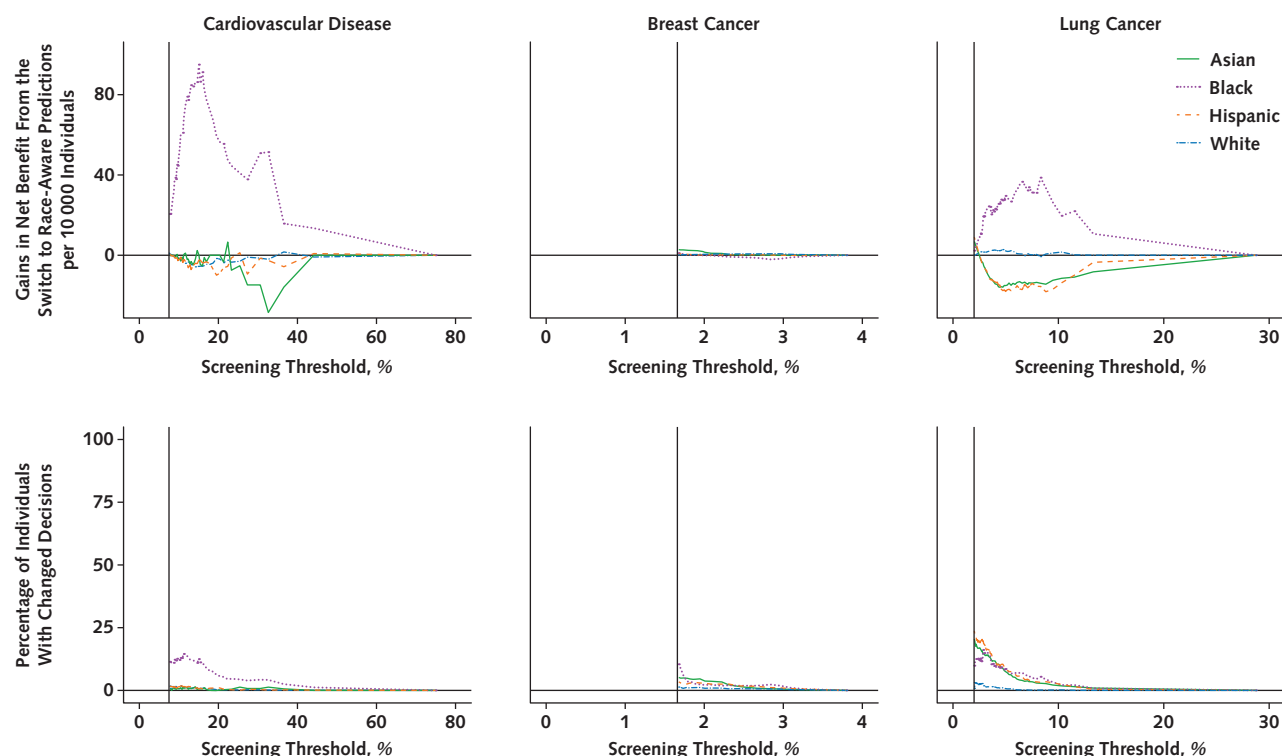 Cardiovascular Disease
Breast Cancer
Lung Cancer
Gains in Net Benefit From the
Switch to Race-Aware Predictions
per 10 000 Individuals
80
40
0
Asian
Black
Hispanic
White
0 20 40 60 80
0 1 2 3 4
0 10 20 30
Screening Threshold, %
Screening Threshold, %
Screening Threshold, %
Percentage of Individuals
With Changed Decisions
100
75
50
25
0
0 20 40 60 80
0 1 2 3 4
0 10 20 30
Screening Threshold, %
Screening Threshold, %
Screening Threshold, %